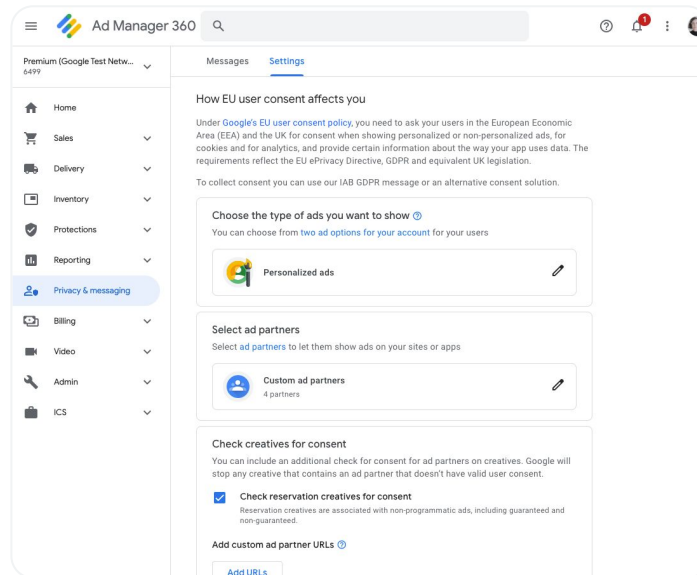 Ad Manager 360
1
Premium (Google Test Netw...
6499
Home
Sales
Delivery
Inventory
Protections
Reporting
Privacy & messaging
Billing
Video
Admin
ICS
Messages
Settings
How EU user consent affects you
Under Google's EU user consent policy, you need to ask your users in the European Economic
Area (EEA) and the UK for consent when showing personalized or non-personalized ads, for
cookies and for analytics, and provide certain information about the way your app uses data. The
requirements reflect the EU ePrivacy Directive, GDPR and equivalent UK legislation.
To collect consent you can use our IAB GDPR message or an alternative consent solution.
Choose the type of ads you want to show
You can choose from two ad options for your account for your users
Personalized ads
Select ad partners
Select ad partners to let them show ads on your sites or apps
Custom ad partners
4 partners
Check creatives for consent
You can include an additional check for consent for ad partners on creatives. Google will
stop any creative that contains an ad partner that doesn't have valid user consent.
Check reservation creatives for consent
Reservation creatives are associated with non-programmatic ads, including guaranteed and
non-guaranteed.
Add custom ad partner URLs
Add URLs